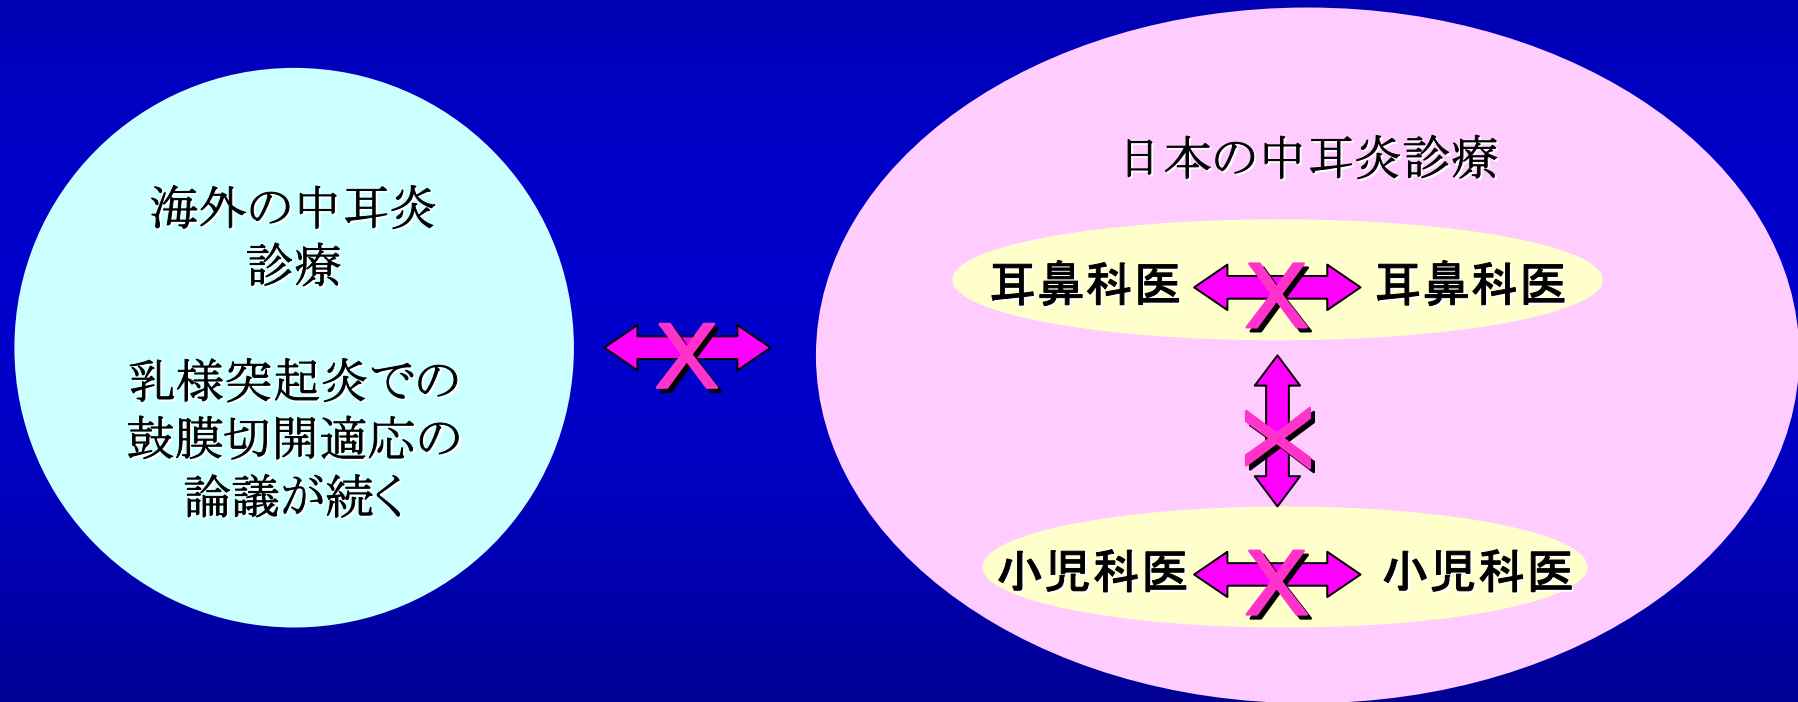 海外の中耳炎
診療
乳様突起炎での
鼓膜切開適応の
論議が続く
日本の中耳炎診療
耳鼻科医 X 耳鼻科医
X
小児科医 X 小児科医
X